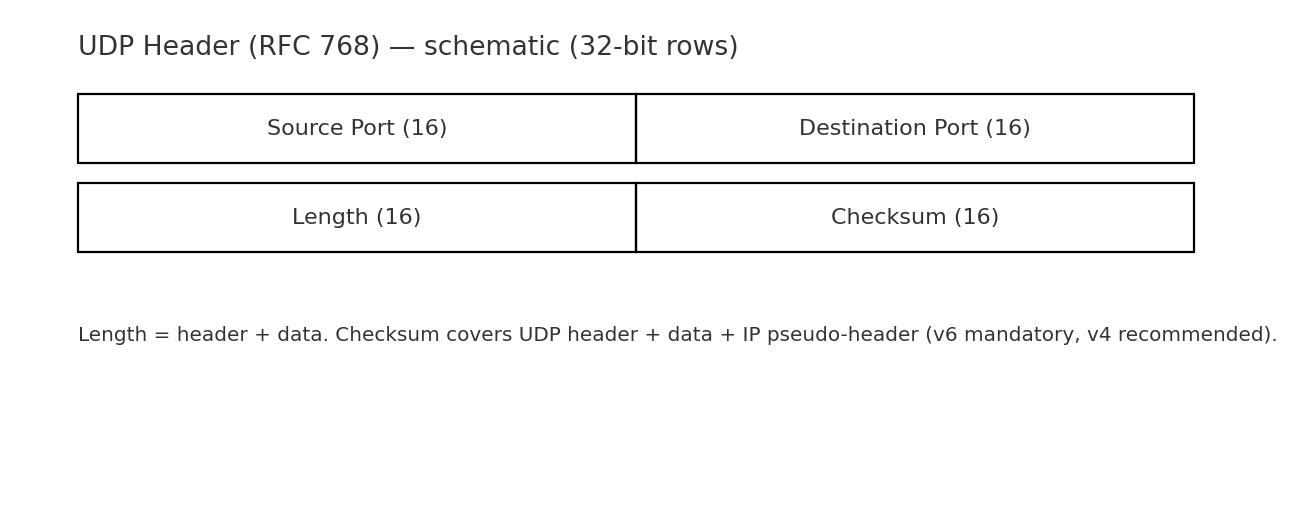 UDP Header (RFC 768) — schematic (32-bit rows)
Source Port (16) Destination Port (16)
Length (16) Checksum (16)
Length = header + data. Checksum covers UDP header + data + IP pseudo-header (v6 mandatory, v4 recommended).